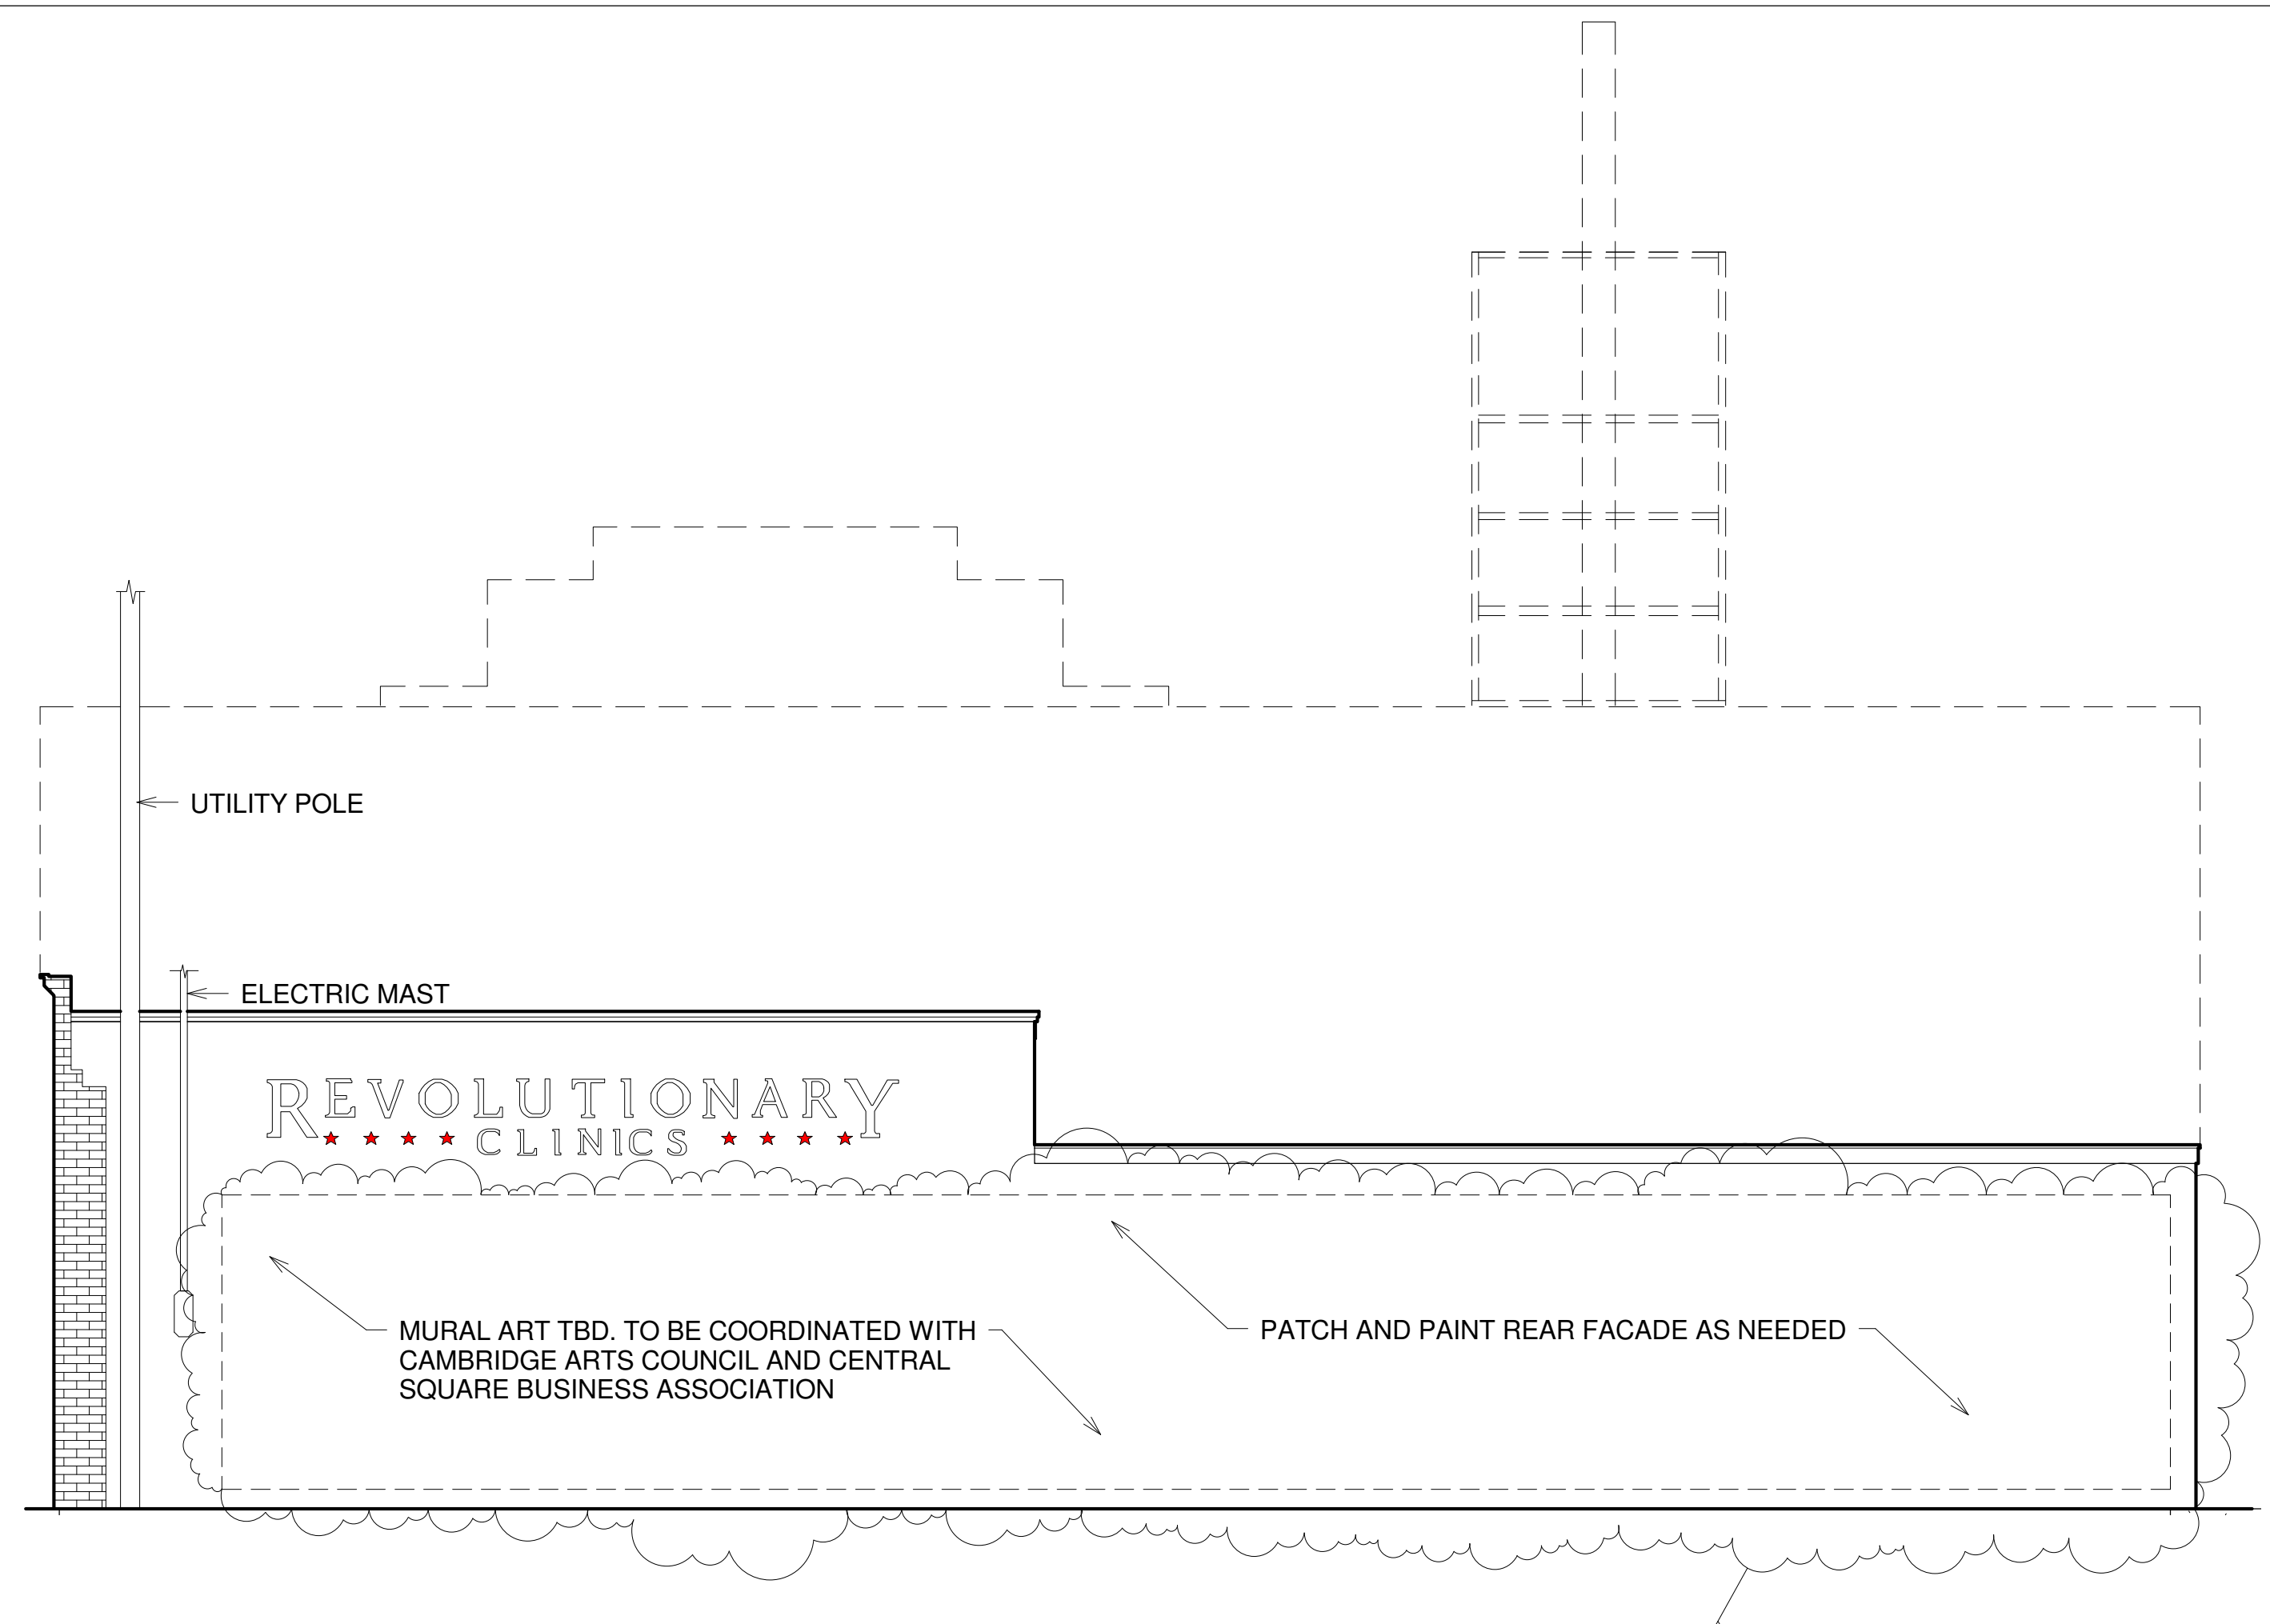 UTILITY POLE
ELECTRIC MAST
REVOLUTIONARY
CLINICS
MURAL ART TBD. TO BE COORDINATED WITH
CAMBRIDGE ARTS COUNCIL AND CENTRAL
SQUARE BUSINESS ASSOCIATION
PATCH AND PAINT REAR FACADE AS NEEDED